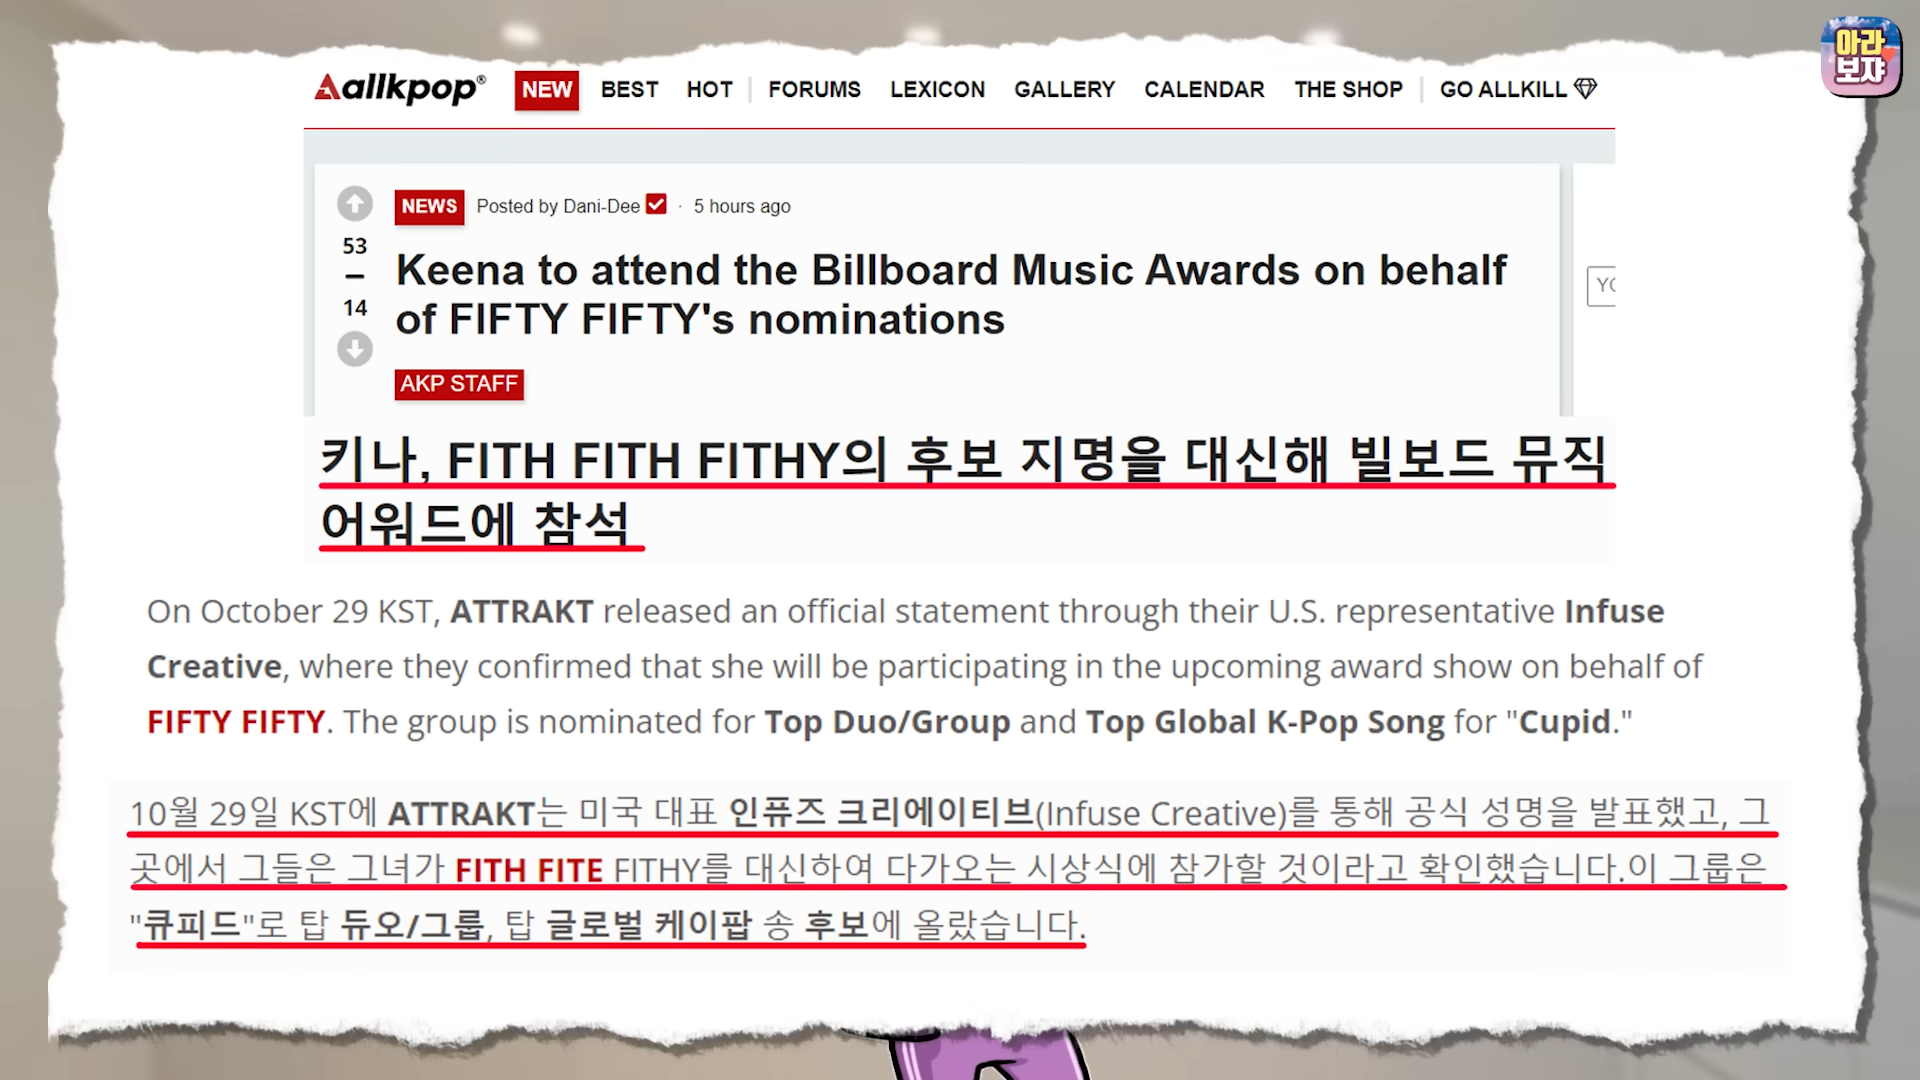 allkpop® NEW BEST HOT FORUMS LEXICON GALLERY CALENDAR THE SHOP GO ALLKILL
아라
보쟈
NEWS Posted by Dani-Dee · 5 hours ago
53
14
Keena to attend the Billboard Music Awards on behalf
of FIFTY FIFTY's nominations
AKP STAFF
키나, FITH FITH FITHY의 후보 지명을 대신해 빌보드 뮤직
어워드에 참석
On October 29 KST, ATTRAKT released an official statement through their U.S. representative Infuse
Creative, where they confirmed that she will be participating in the upcoming award show on behalf of
FIFTY FIFTY. The group is nominated for Top Duo/Group and Top Global K-Pop Song for "Cupid."
10월 29일 KST에 ATTRAKT는 미국 대표 인퓨즈 크리에이티브(Infuse Creative)를 통해 공식 성명을 발표했고, 그
곳에서 그들은 그녀가 FITH FITE FITHY를 대신하여 다가오는 시상식에 참가할 것이라고 확인했습니다.이 그룹은
"큐피드"로 탑 듀오/그룹, 탑 글로벌 케이팝 송 후보에 올랐습니다.